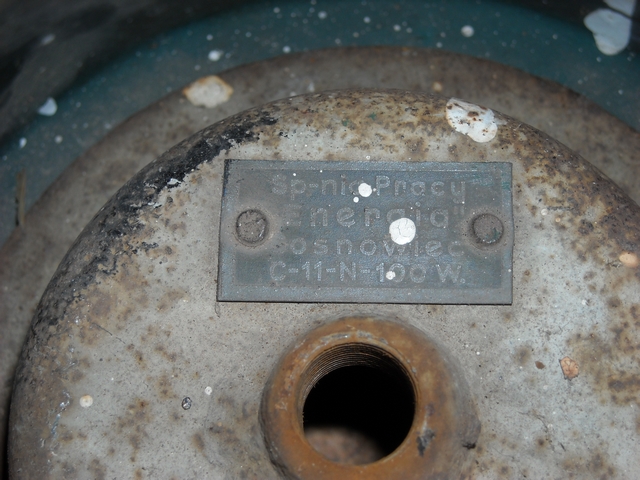 Sp-nia Pracy
"Energia"
Sosnowiec
C-11-N-100 W.